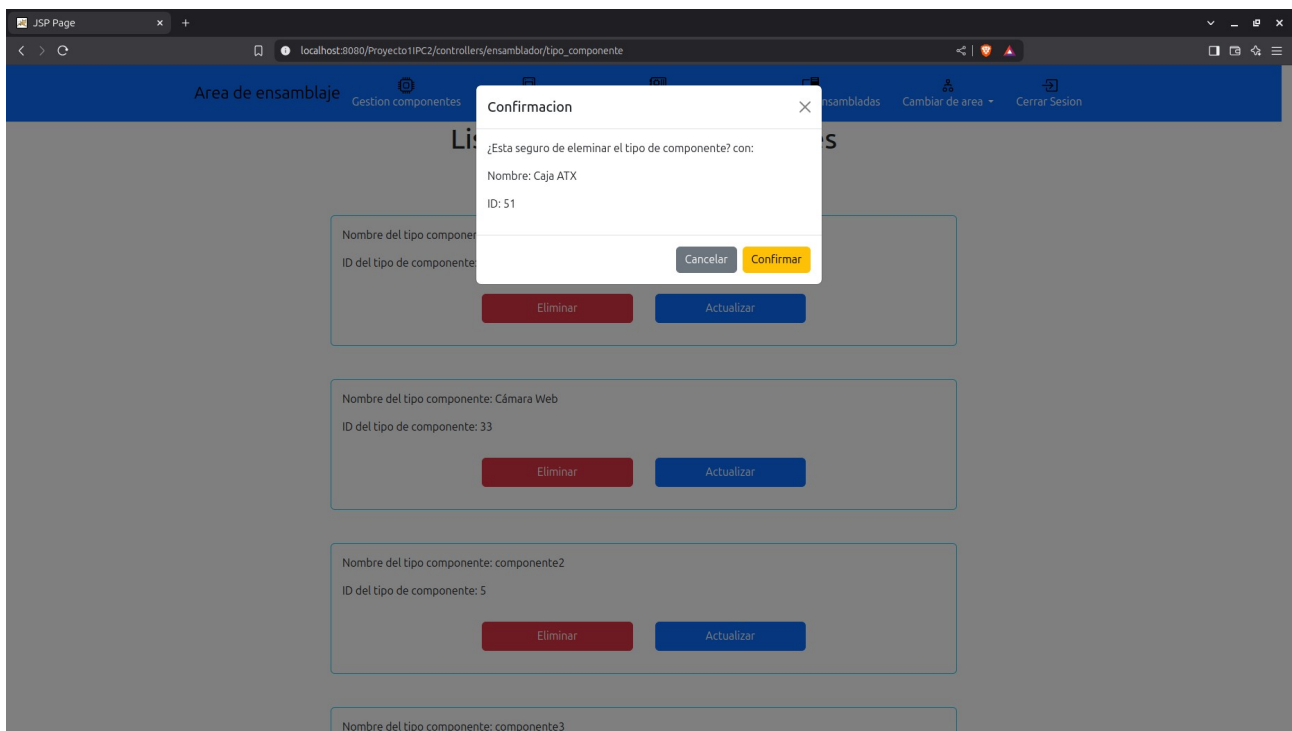 JSP Page
localhost:8080/Proyecto1IPC2/controllers/ensamblador/tipo_componente
Area de ensamblaje
Gestion componentes
nsambladas
Cambiar de area
Cerrar Sesion
Confirmacion
¿Esta seguro de eleminar el tipo de componente? con:
Nombre: Caja ATX
ID: 51
Cancelar
Confirmar
Lis
s
Nombre del tipo componen
ID del tipo de componente:
Eliminar
Actualizar
Nombre del tipo componente: Cámara Web
ID del tipo de componente: 33
Eliminar
Actualizar
Nombre del tipo componente: componente2
ID del tipo de componente: 5
Eliminar
Actualizar
Nombre del tipo componente: componente3